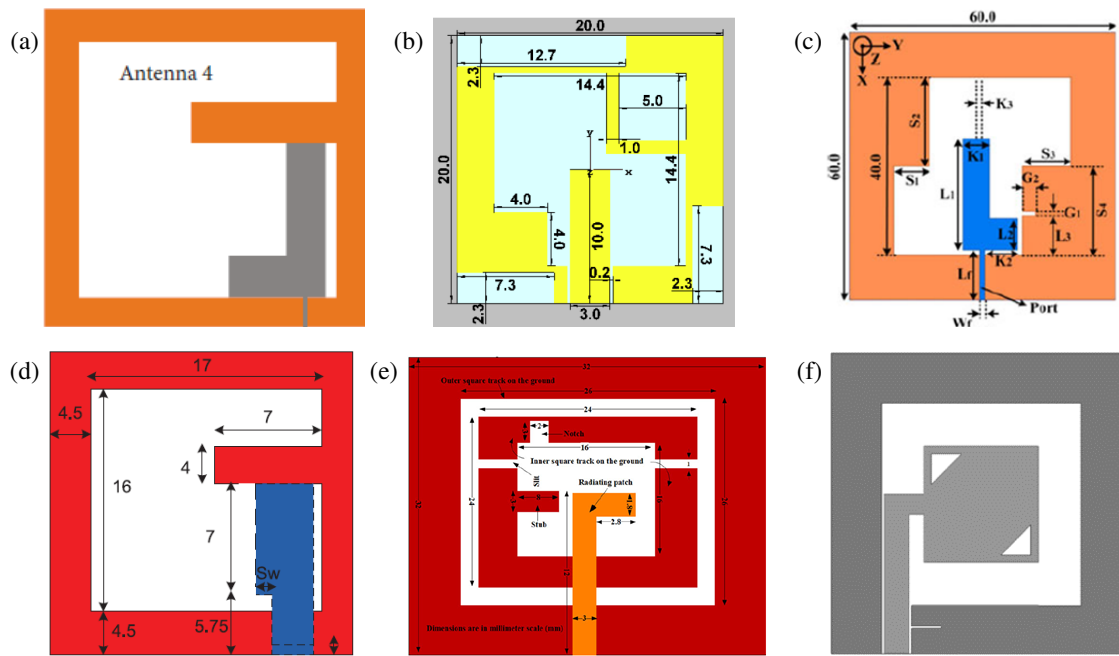 (a)
Antenna 4
(b)
20.0
12.7
2.3
14.4
5.0
1.0
y
z
x
20.0
14.4
4.0
4.0
10.0
7.3
0.2
7.3
2.3
2.3
3.0
(c)
60.0
Y
Z
X
K3
S2
60.0
40.0
K1
S3
S1
G2
L1
S4
G1
L2
L3
K2
Lf
Port
Wf
(d)
17
4.5
7
4
16
7
Sw
4.5
5.75
(e)
32
Outer square track on the ground
26
24
2
Notch
16
Inner square track on the ground
Slit
Radiating patch
24
Stub
2.8
12
3
Dimensions are in millimeter scale (mm)
(f)